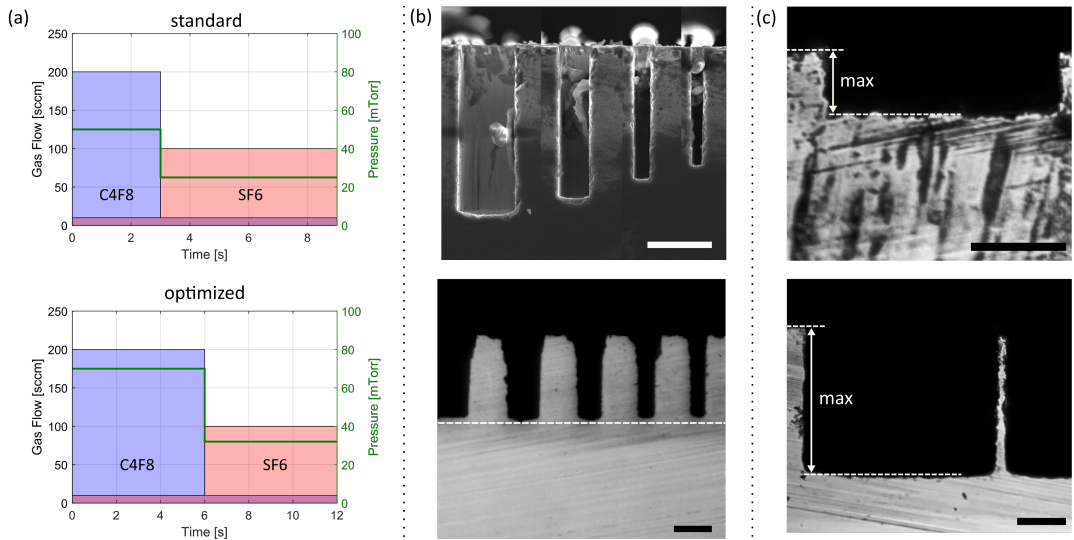 (a)
standard
Gas Flow [sccm]
250
200
150
100
50
0
C4F8
SF6
0 2 4 6 8
Time [s]
100
80
60
40
20
0
Pressure [mTorr]
optimized
Gas Flow [sccm]
250
200
150
100
50
0
C4F8
SF6
0 2 4 6 8 10 12
Time [s]
100
80
60
40
20
0
Pressure [mTorr]
(b)
(c)
max
max